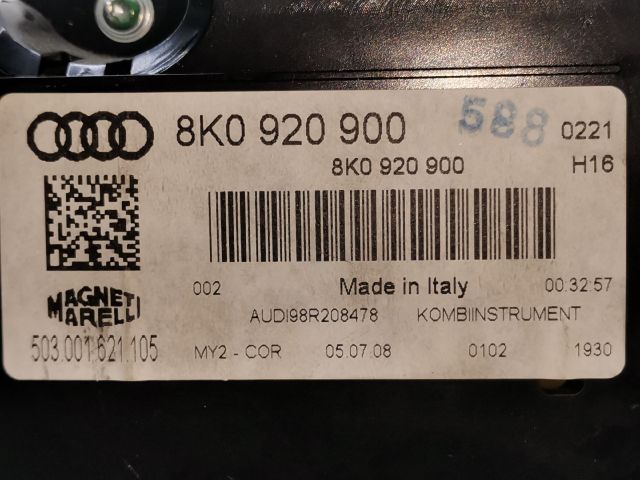 8K0 920 900 588 0221
8K0 920 900 H16
002 Made in Italy 00:32:57
MAGNETI MARELLI AUDI98R208478 KOMBIINSTRUMENT
503.001.621.105 MY2 - COR 05.07.08 0102 1930